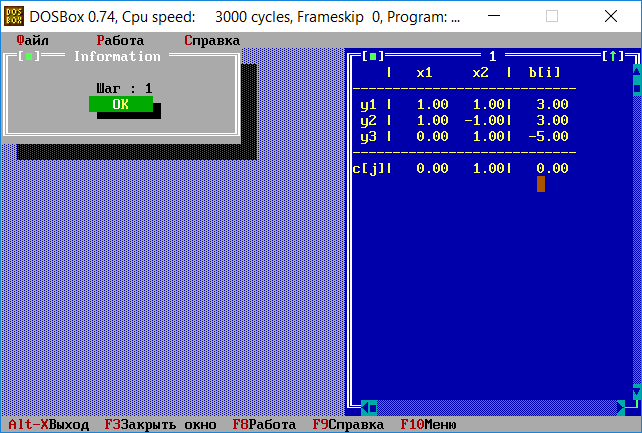 DOSBox 0.74, Cpu speed: 3000 cycles, Frameskip 0, Program: ...
Файл Работа Справка
Information
Шаг : 1
OK
1
| x1 x2 | b[i]
y1 | 1.00 1.00| 3.00
y2 | 1.00 -1.00| 3.00
y3 | 0.00 1.00| -5.00
c[j]| 0.00 1.00| 0.00
Alt-XВыход F3Закрыть окно F8Работа F9Справка F10Меню